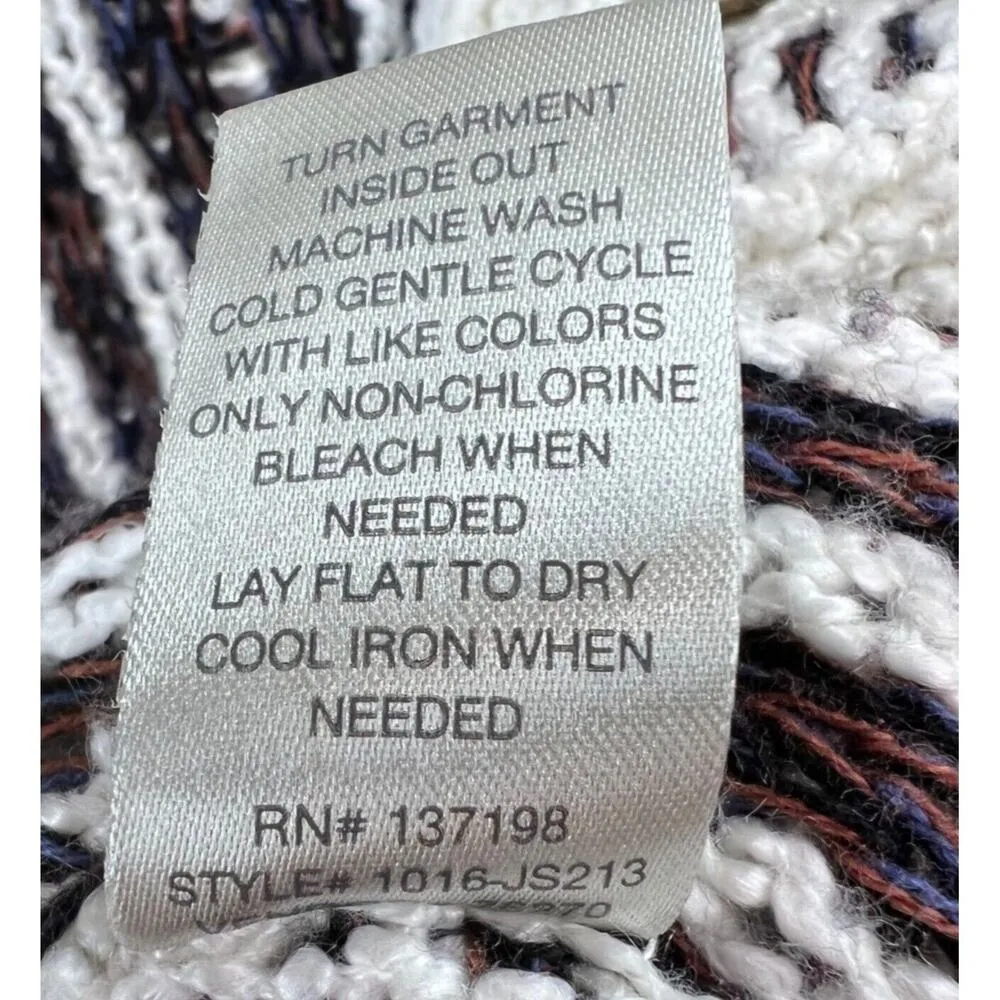 TURN GARMENT
INSIDE OUT
MACHINE WASH
COLD GENTLE CYCLE
WITH LIKE COLORS
ONLY NON-CHLORINE
BLEACH WHEN
NEEDED
LAY FLAT TO DRY
COOL IRON WHEN
NEEDED
RN# 137198
STYLE# 1016-JS213